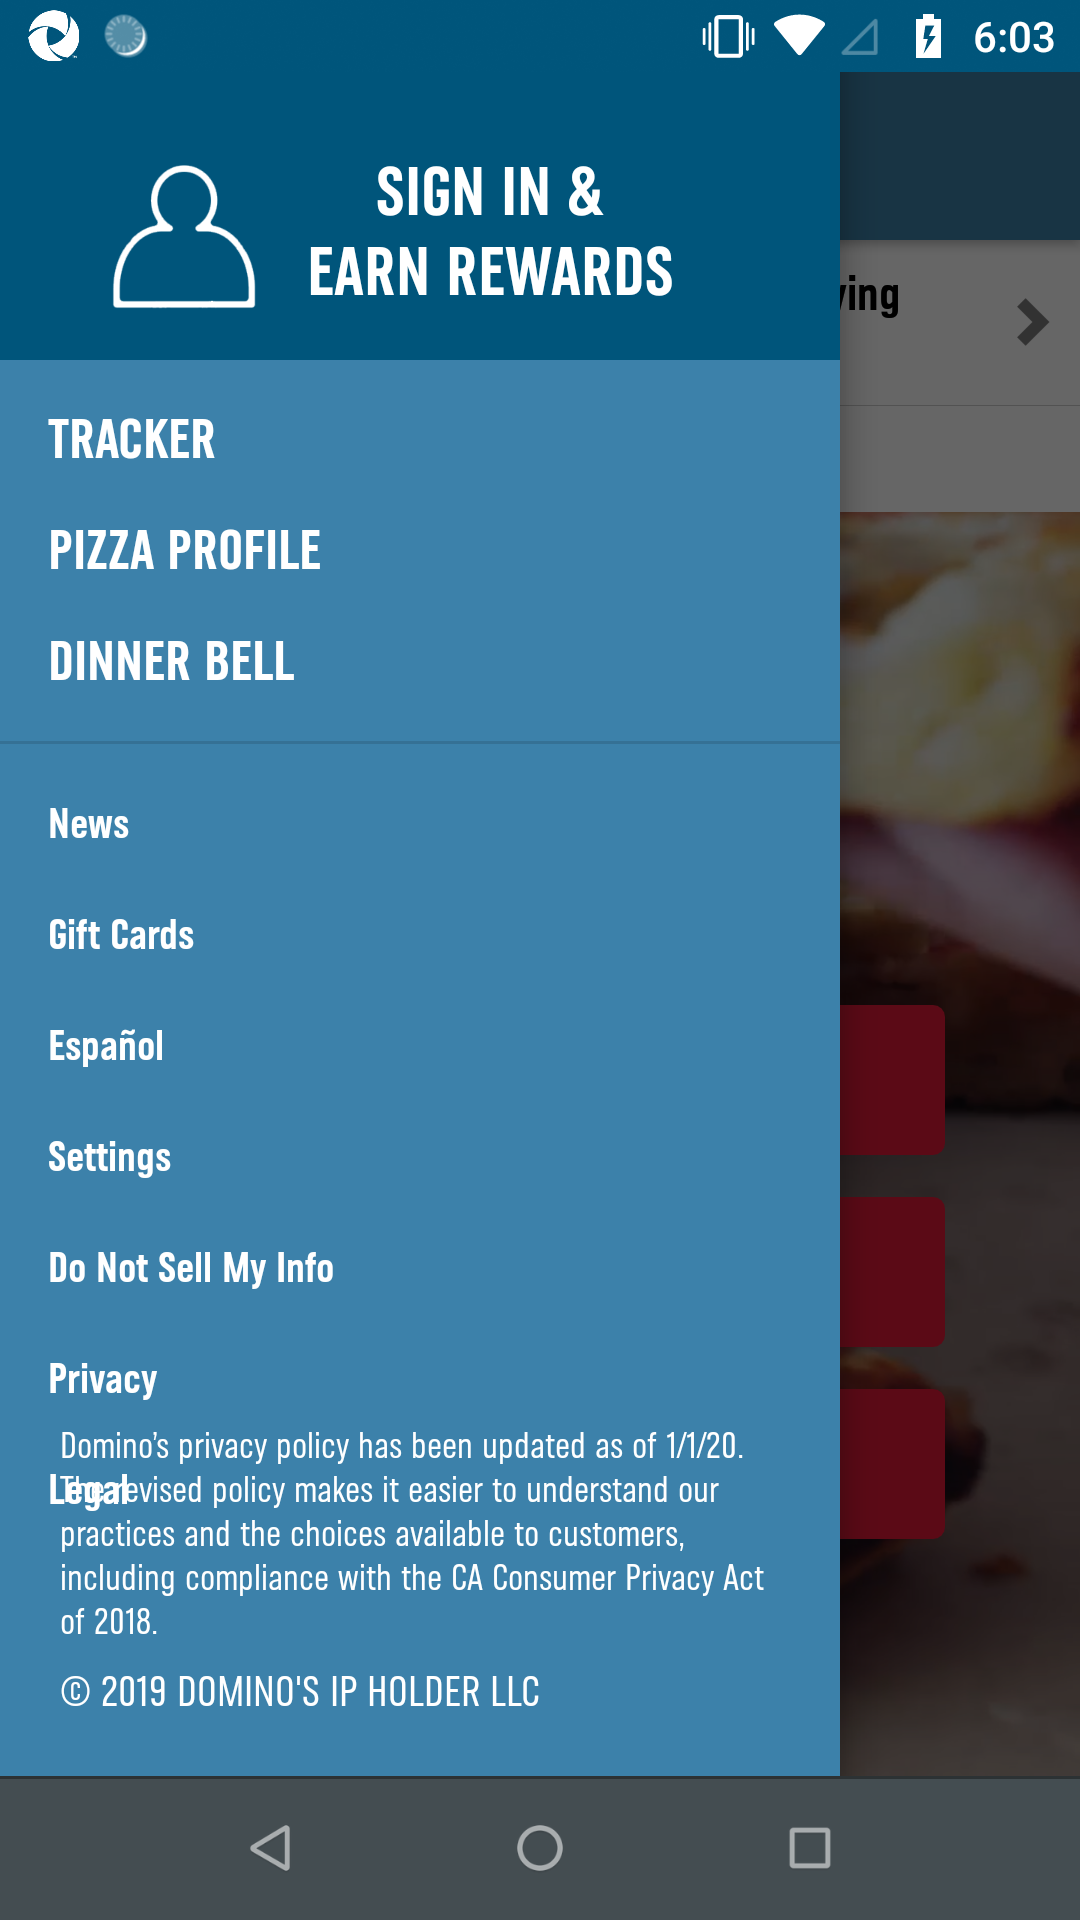 6:03
SIGN IN &
EARN REWARDS
ving
TRACKER
PIZZA PROFILE
DINNER BELL
News
Gift Cards
Español
Settings
Do Not Sell My Info
Privacy
Domino’s privacy policy has been updated as of 1/1/20.
Legal
The revised policy makes it easier to understand our
practices and the choices available to customers,
including compliance with the CA Consumer Privacy Act
of 2018.
© 2019 DOMINO'S IP HOLDER LLC